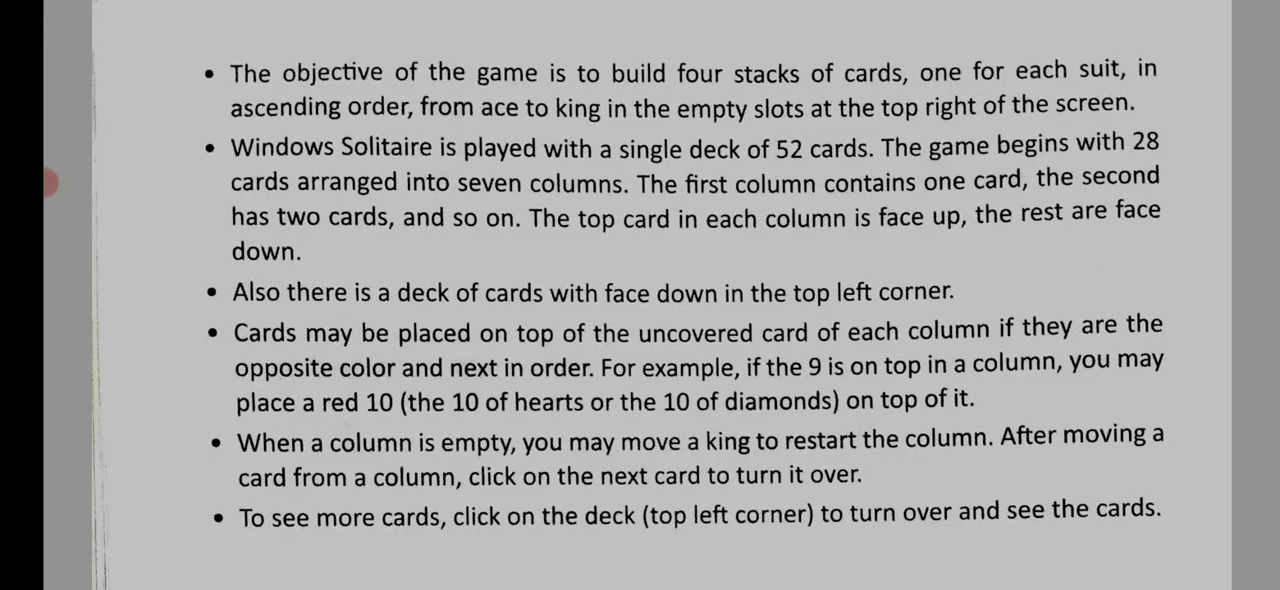 • The objective of the game is to build four stacks of cards, one for each suit, in
ascending order, from ace to king in the empty slots at the top right of the screen.
• Windows Solitaire is played with a single deck of 52 cards. The game begins with 28
cards arranged into seven columns. The first column contains one card, the second
has two cards, and so on. The top card in each column is face up, the rest are face
down.
• Also there is a deck of cards with face down in the top left corner.
• Cards may be placed on top of the uncovered card of each column if they are the
opposite color and next in order. For example, if the 9 is on top in a column, you may
place a red 10 (the 10 of hearts or the 10 of diamonds) on top of it.
• When a column is empty, you may move a king to restart the column. After moving a
card from a column, click on the next card to turn it over.
• To see more cards, click on the deck (top left corner) to turn over and see the cards.